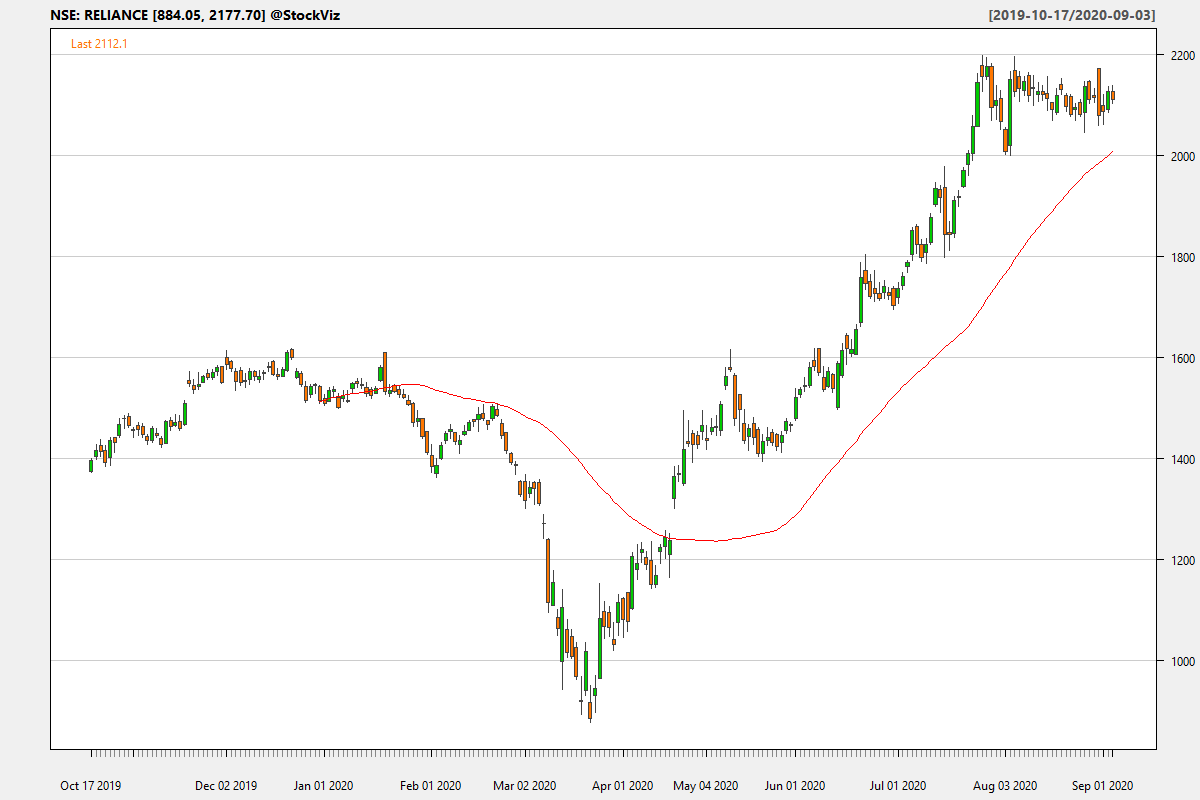 NSE: RELIANCE [884.05, 2177.70] @StockViz
[2019-10-17/2020-09-03]
Last 2112.1
2200
2000
1800
1600
1400
1200
1000
Oct 17 2019 Dec 02 2019 Jan 01 2020 Feb 01 2020 Mar 02 2020 Apr 01 2020 May 04 2020 Jun 01 2020 Jul 01 2020 Aug 03 2020 Sep 01 2020